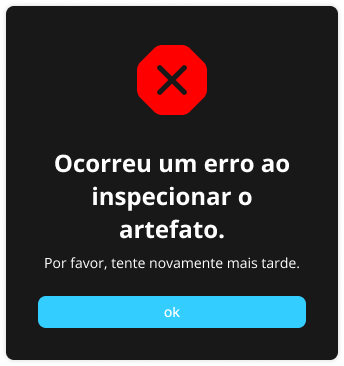 Ocorreu um erro ao
inspecionar o
artefato.
Por favor, tente novamente mais tarde.
ok